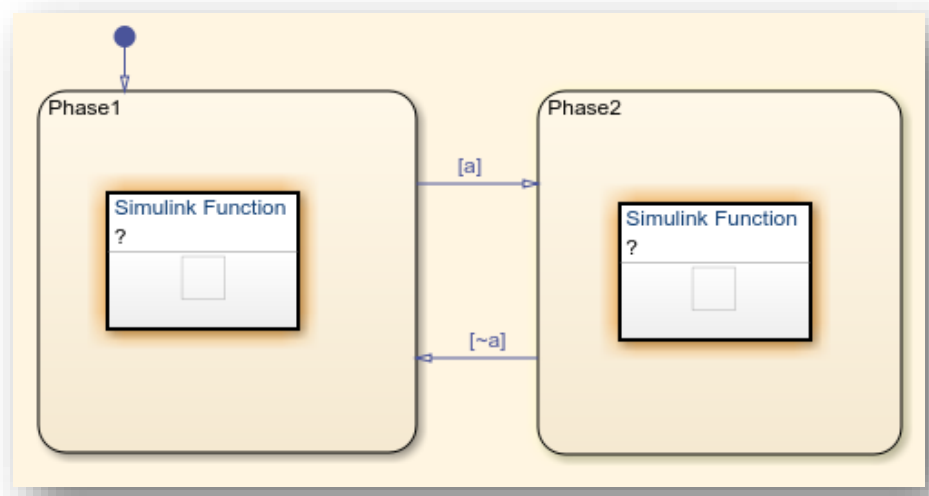 Phase1
Simulink Function
?
[a]
[~a]
Phase2
Simulink Function
?